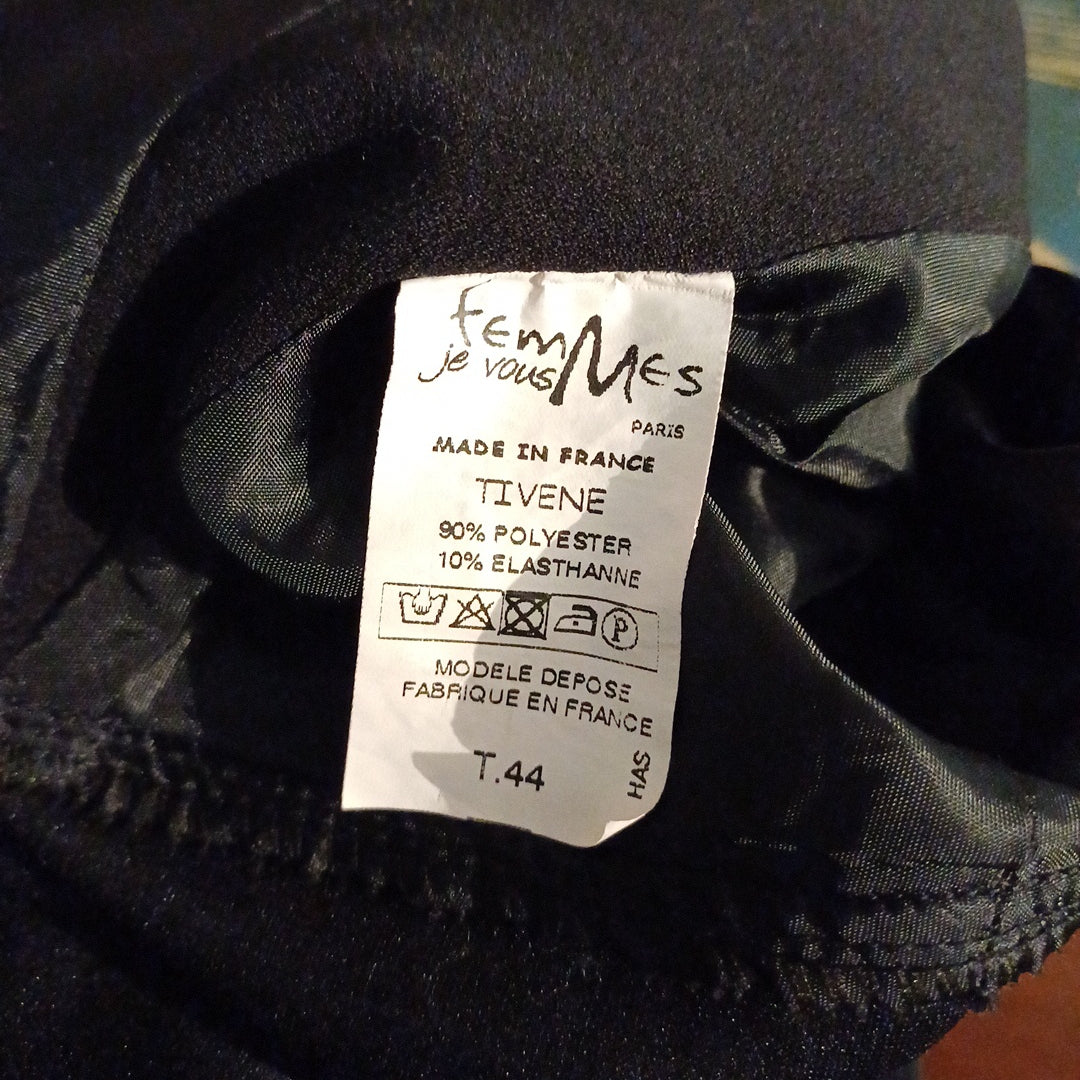 femmes
je vous Mes
PARIS
MADE IN FRANCE
TIVENE
90% POLYESTER
10% ELASTHANNE
P
MODELE DEPOSE
FABRIQUE EN FRANCE
T.44
HAS